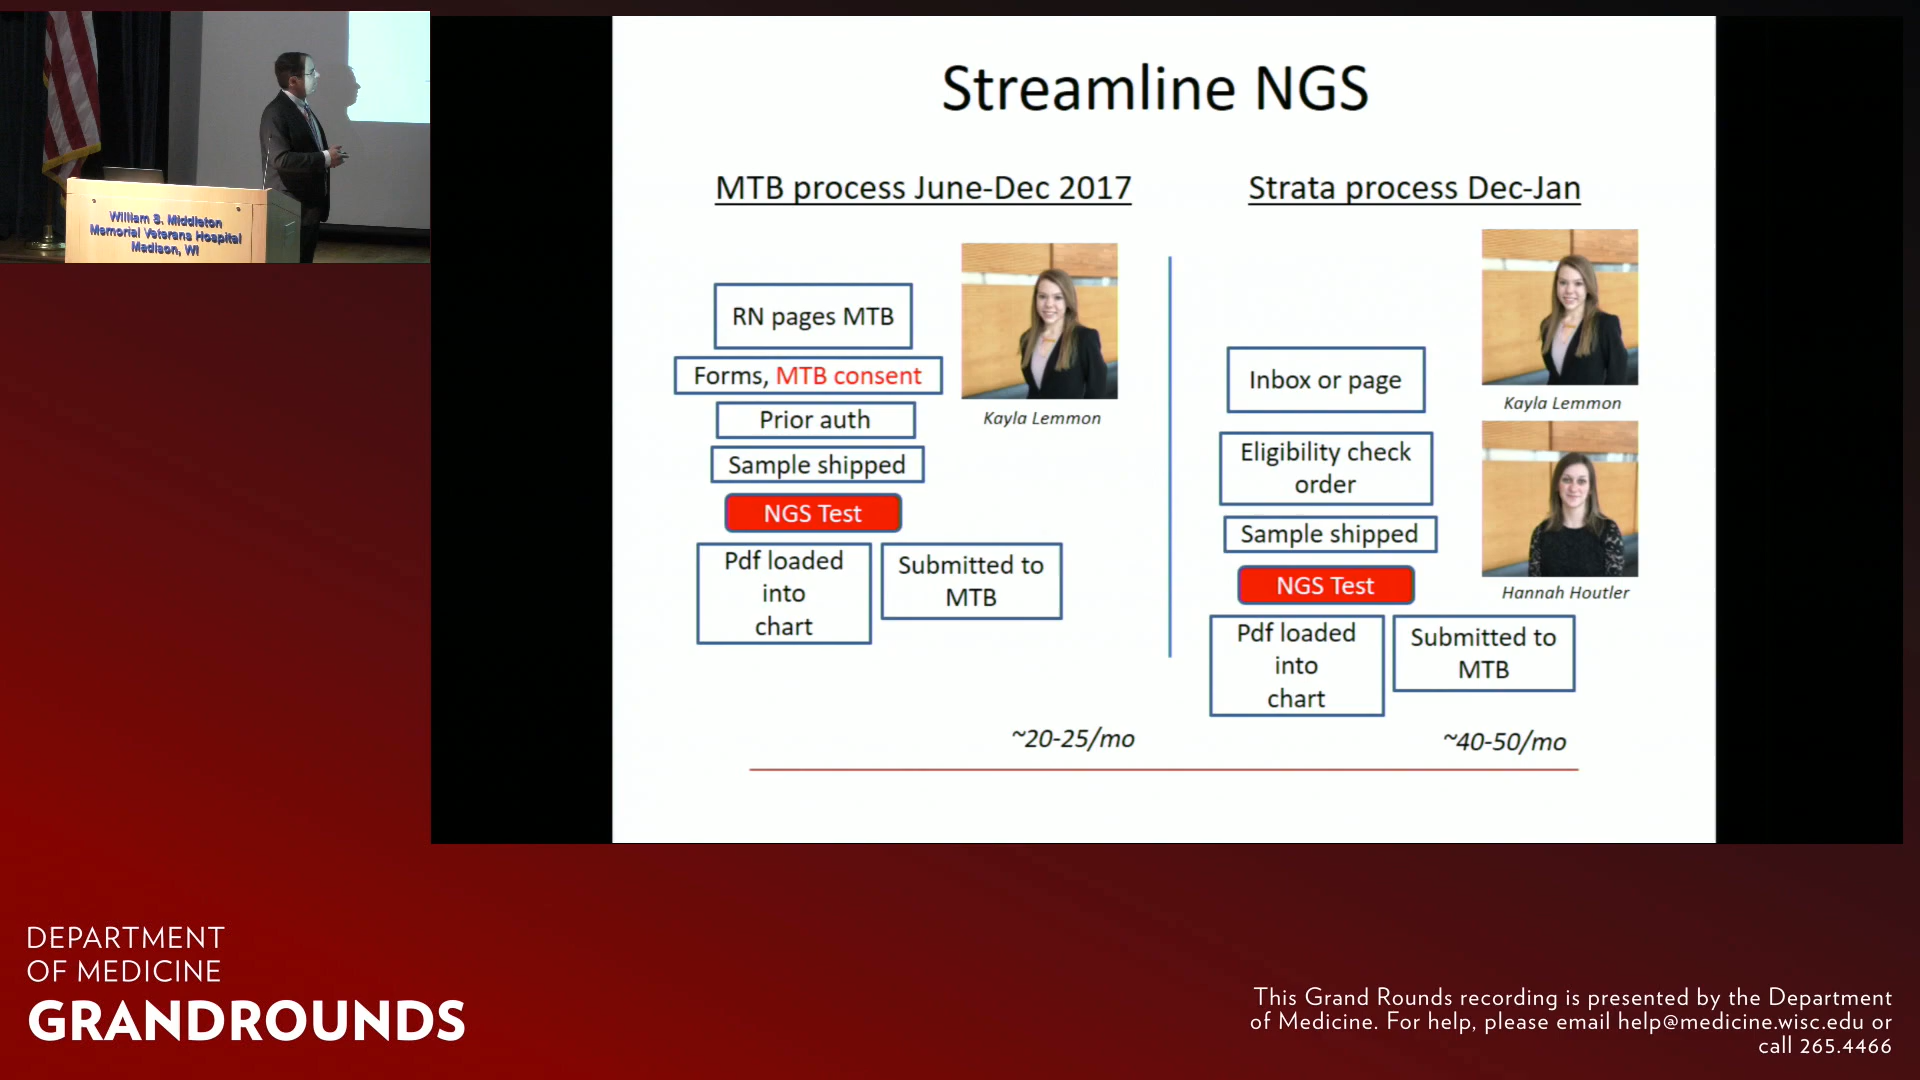 William S. Middleton
Memorial Veterans Hospital
Madison, WI
Streamline NGS
MTB process June-Dec 2017
RN pages MTB
Forms, MTB consent
Prior auth
Sample shipped
NGS Test
Pdf loaded
into
chart
Submitted to
MTB
Kayla Lemmon
~20-25/mo
Strata process Dec-Jan
Inbox or page
Eligibility check
order
Sample shipped
NGS Test
Pdf loaded
into
chart
Submitted to
MTB
Kayla Lemmon
Hannah Houtler
~40-50/mo
DEPARTMENT
OF MEDICINE
GRANDROUNDS
This Grand Rounds recording is presented by the Department
of Medicine. For help, please email help@medicine.wisc.edu or
call 265.4466